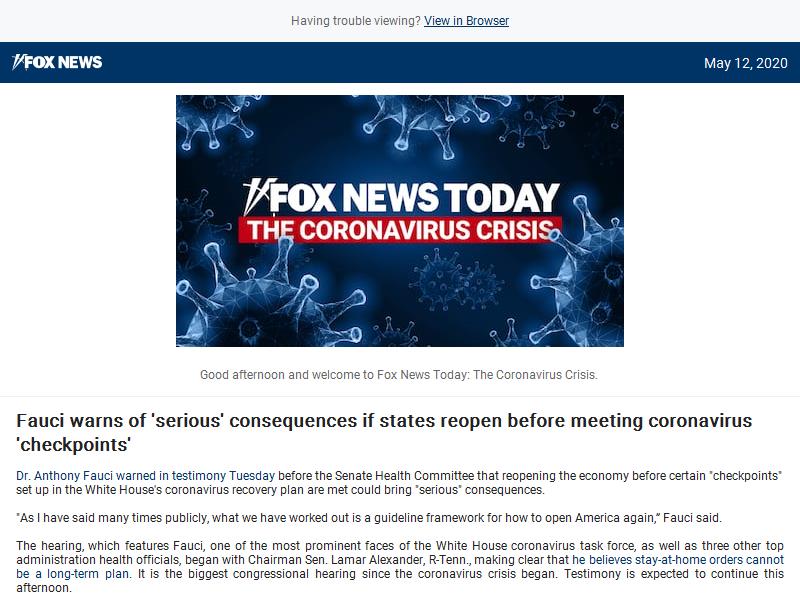 Having trouble viewing? View in Browser
FOX NEWS
May 12, 2020
FOX NEWS TODAY
THE CORONAVIRUS CRISIS
Good afternoon and welcome to Fox News Today: The Coronavirus Crisis.
Fauci warns of 'serious' consequences if states reopen before meeting coronavirus
'checkpoints'
Dr. Anthony Fauci warned in testimony Tuesday before the Senate Health Committee that reopening the economy before certain "checkpoints"
set up in the White House's coronavirus recovery plan are met could bring "serious" consequences.
"As I have said many times publicly, what we have worked out is a guideline framework for how to open America again,” Fauci said.
The hearing, which features Fauci, one of the most prominent faces of the White House coronavirus task force, as well as three other top
administration health officials, began with Chairman Sen. Lamar Alexander, R-Tenn., making clear that he believes stay-at-home orders cannot
be a long-term plan. It is the biggest congressional hearing since the coronavirus crisis began. Testimony is expected to continue this
afternoon.